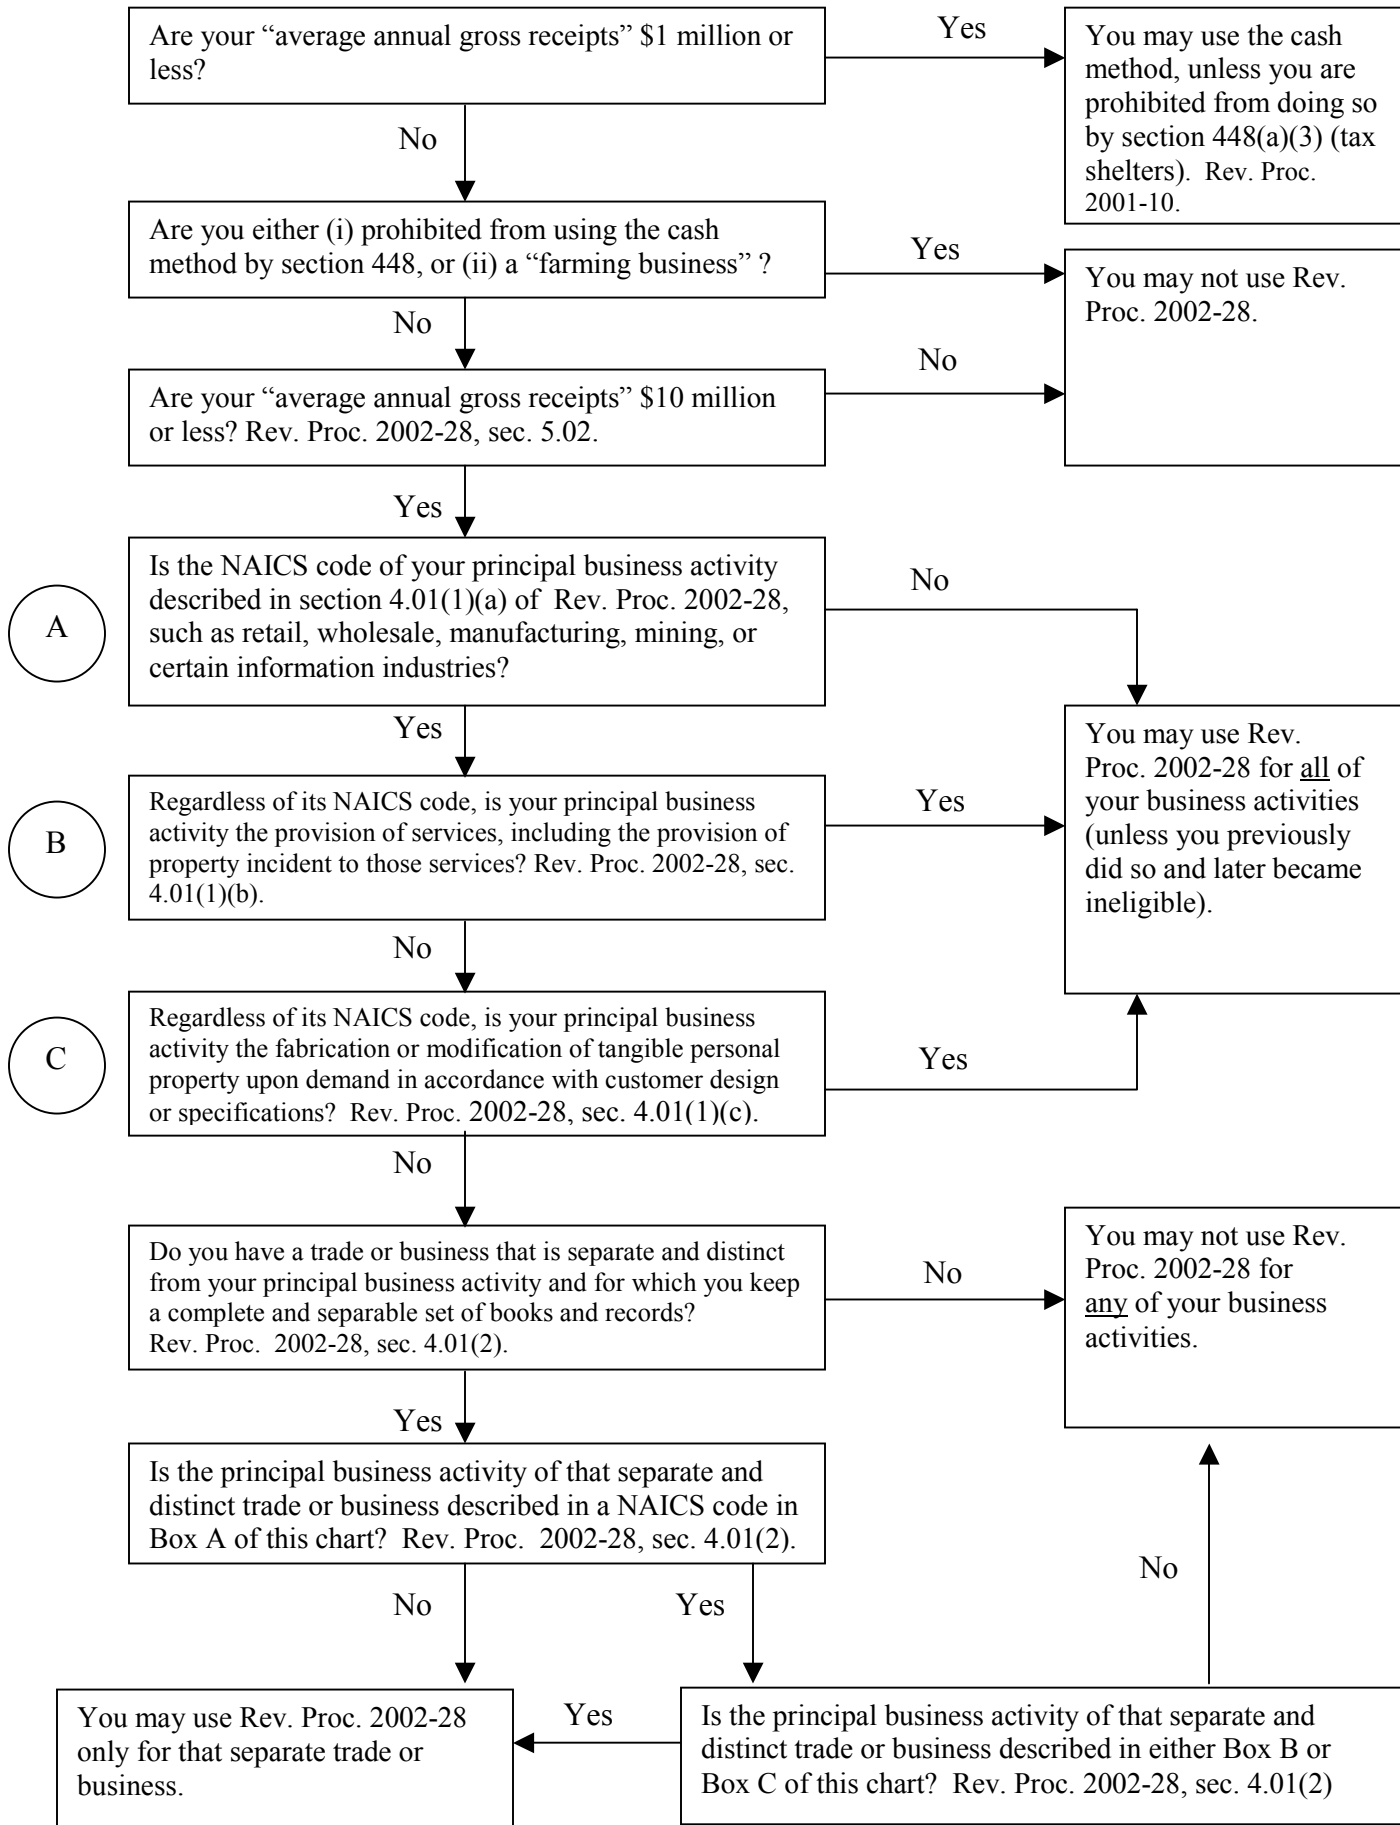 Are your “average annual gross receipts” $1 million or
less?
Yes
You may use the cash
method, unless you are
prohibited from doing so
by section 448(a)(3) (tax
shelters). Rev. Proc.
2001-10.
No
Are you either (i) prohibited from using the cash
method by section 448, or (ii) a “farming business” ?
Yes
You may not use Rev.
Proc. 2002-28.
No
Are your “average annual gross receipts” $10 million
or less? Rev. Proc. 2002-28, sec. 5.02.
No
Yes
A
Is the NAICS code of your principal business activity
described in section 4.01(1)(a) of Rev. Proc. 2002-28,
such as retail, wholesale, manufacturing, mining, or
certain information industries?
No
You may use Rev.
Proc. 2002-28 for all of
your business activities
(unless you previously
did so and later became
ineligible).
Yes
B
Regardless of its NAICS code, is your principal business
activity the provision of services, including the provision of
property incident to those services? Rev. Proc. 2002-28, sec.
4.01(1)(b).
Yes
No
C
Regardless of its NAICS code, is your principal business
activity the fabrication or modification of tangible personal
property upon demand in accordance with customer design
or specifications? Rev. Proc. 2002-28, sec. 4.01(1)(c).
Yes
No
Do you have a trade or business that is separate and distinct
from your principal business activity and for which you keep
a complete and separable set of books and records?
Rev. Proc. 2002-28, sec. 4.01(2).
No
You may not use Rev.
Proc. 2002-28 for
any of your business
activities.
Yes
Is the principal business activity of that separate and
distinct trade or business described in a NAICS code in
Box A of this chart? Rev. Proc. 2002-28, sec. 4.01(2).
No
Yes
No
You may use Rev. Proc. 2002-28
only for that separate trade or
business.
Yes
Is the principal business activity of that separate and
distinct trade or business described in either Box B or
Box C of this chart? Rev. Proc. 2002-28, sec. 4.01(2)